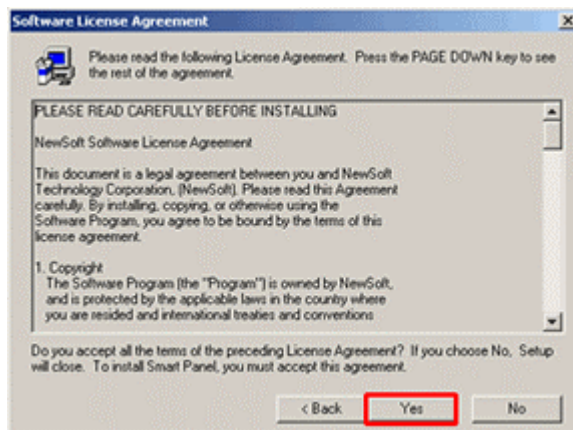 Software License Agreement
Please read the following License Agreement. Press the PAGE DOWN key to see
the rest of the agreement.
PLEASE READ CAREFULLY BEFORE INSTALLING
NewSoft Software License Agreement
This document is a legal agreement between you and NewSoft
Technology Corporation, (NewSoft). Please read this Agreement
carefully. By installing, copying, or otherwise using the
Software Program, you agree to be bound by the terms of this
license agreement.
1. Copyright
The Software Program (the "Program") is owned by NewSoft,
and is protected by the applicable laws in the country where
you are resided and international treaties and conventions
Do you accept all the terms of the preceding License Agreement? If you choose No, Setup
will close. To install Smart Panel, you must accept this agreement.
< Back Yes No